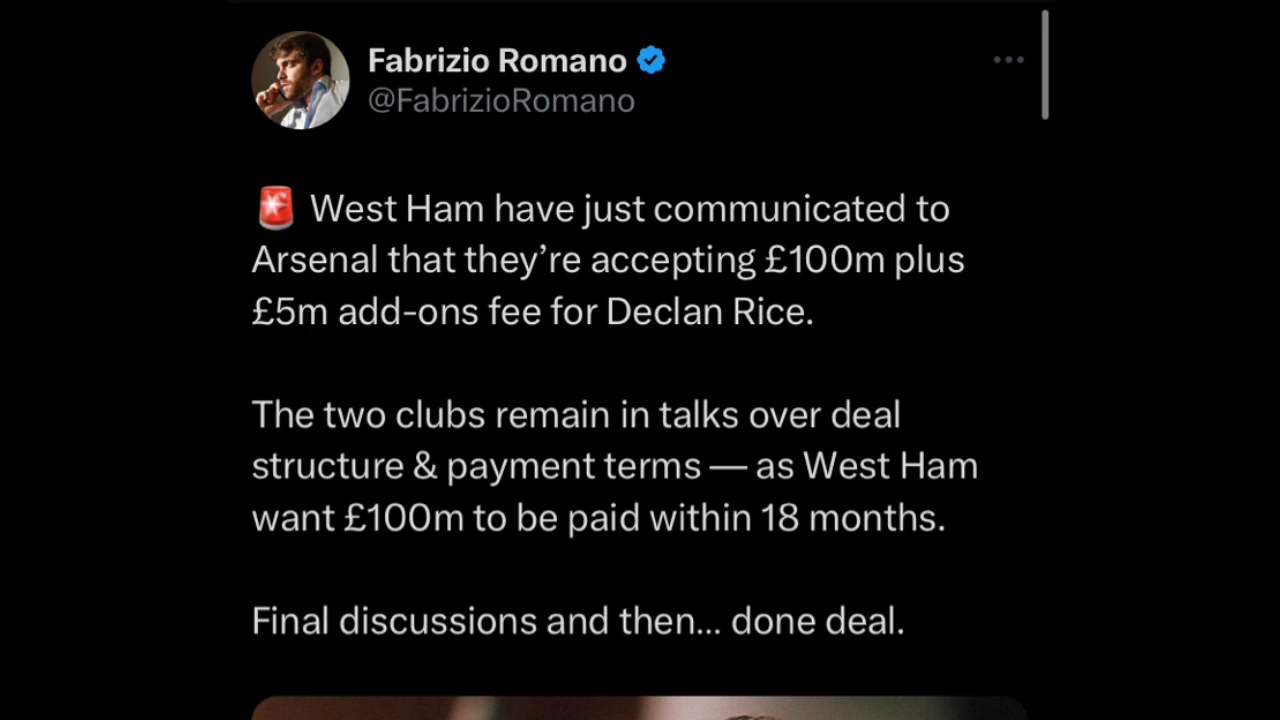 Fabrizio Romano
@FabrizioRomano
🚨 West Ham have just communicated to
Arsenal that they’re accepting £100m plus
£5m add-ons fee for Declan Rice.
The two clubs remain in talks over deal
structure & payment terms — as West Ham
want £100m to be paid within 18 months.
Final discussions and then... done deal.